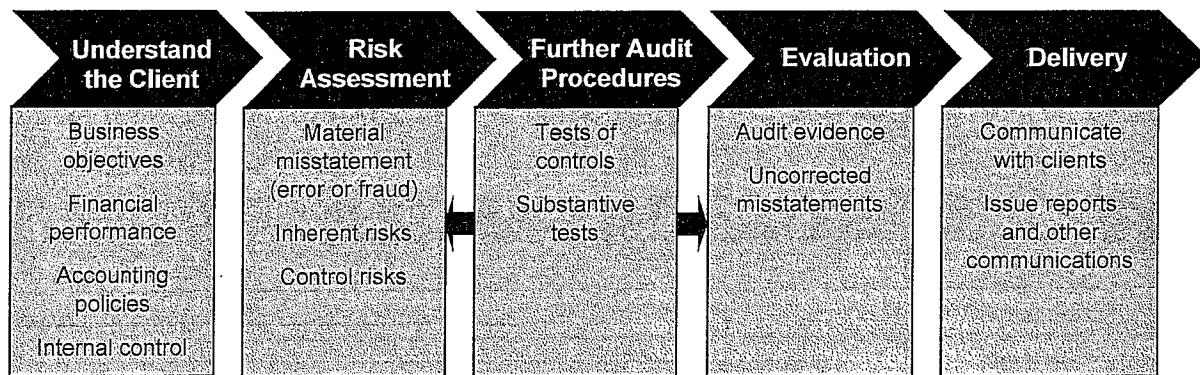 Understand
the Client
Risk
Assessment
Further Audit
Procedures
Evaluation
Delivery
Business
objectives
Financial
performance
Accounting
policies
Internal control
Material
misstatement
(error or fraud)
Inherent risks
Control risks
Tests of
controls
Substantive
tests
Audit evidence
Uncorrected
misstatements
Communicate
with clients
Issue reports
and other
communications